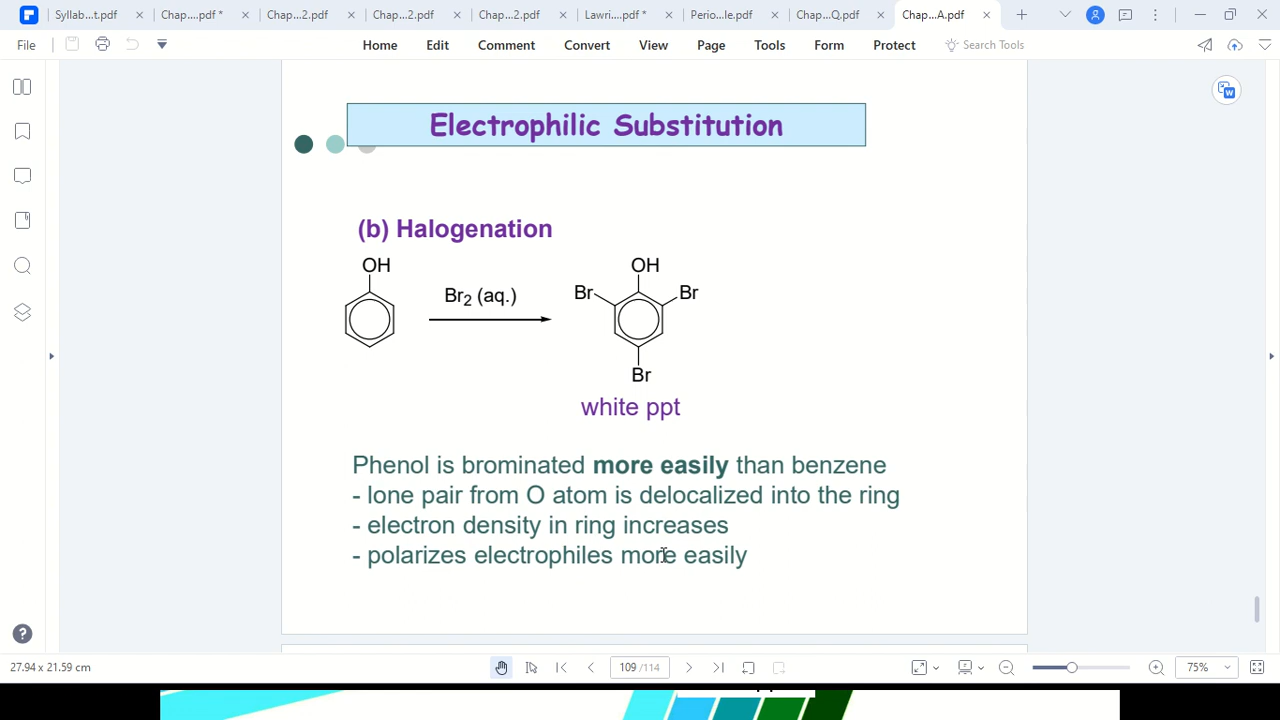 Syllab...t.pdf Chap....pdf * Chap...2.pdf Chap...2.pdf Chap...2.pdf Lawri....pdf * Perio...le.pdf Chap...Q.pdf Chap...A.pdf
File Home Edit Comment Convert View Page Tools Form Protect Search Tools
Electrophilic Substitution
(b) Halogenation
OH OH
Br₂ (aq.) Br Br
Br
white ppt
Phenol is brominated more easily than benzene
- lone pair from O atom is delocalized into the ring
- electron density in ring increases
- polarizes electrophiles more easily
27.94 x 21.59 cm 109 /114 75%